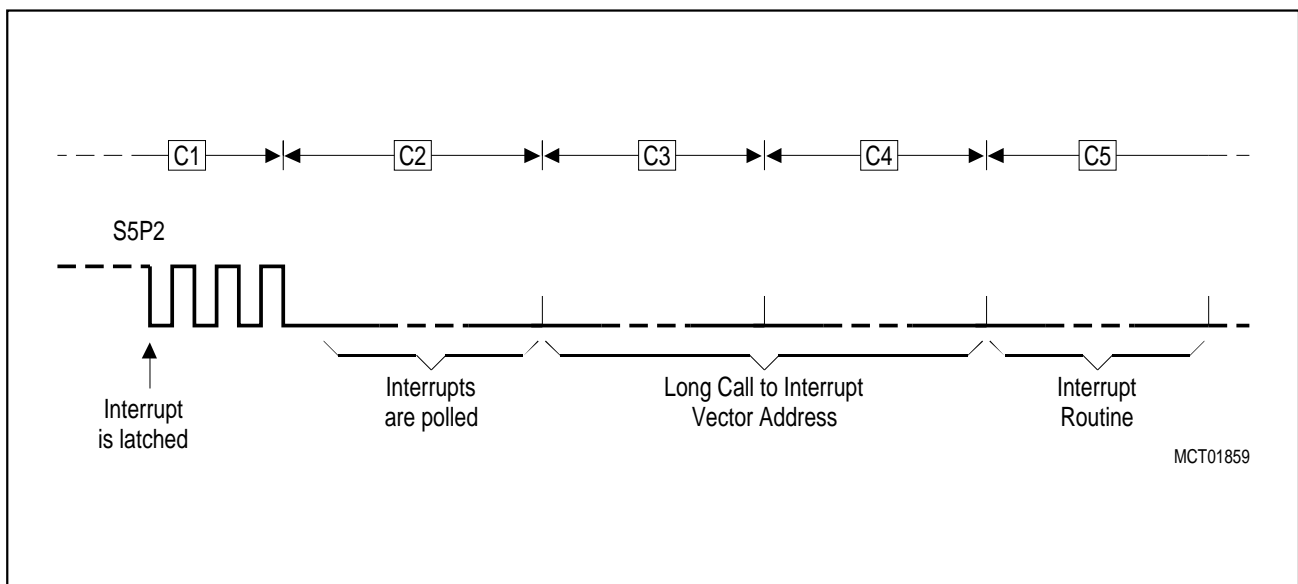 C1
C2
C3
C4
C5
S5P2
Interrupt
is latched
Interrupts
are polled
Long Call to Interrupt
Vector Address
Interrupt
Routine
MCT01859